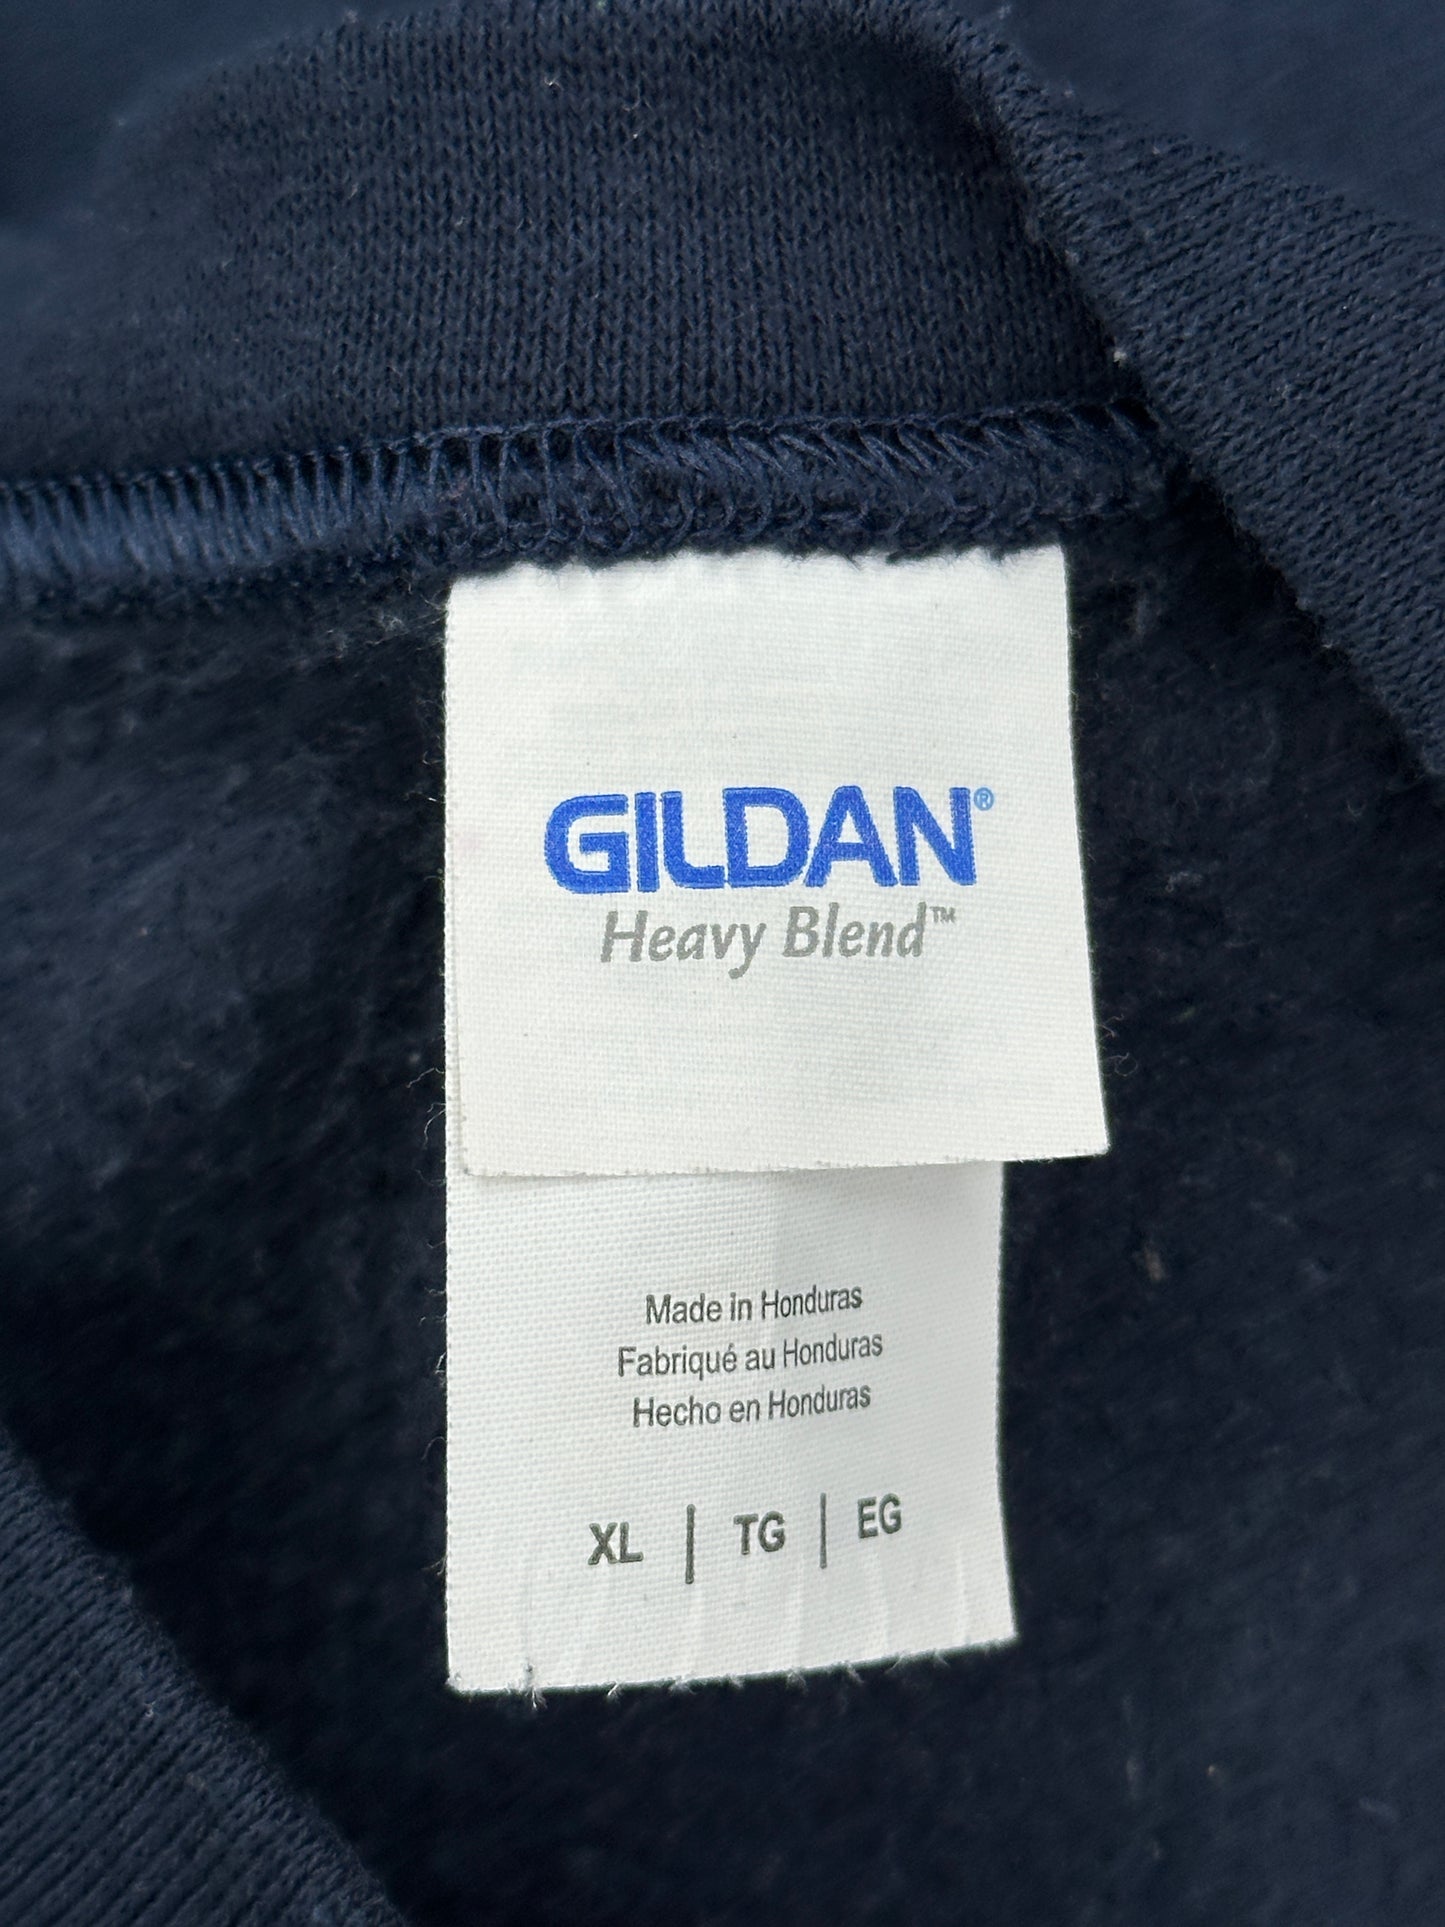 GILDAN®
Heavy Blend™
Made in Honduras
Fabriqué au Honduras
Hecho en Honduras
XL | TG | EG